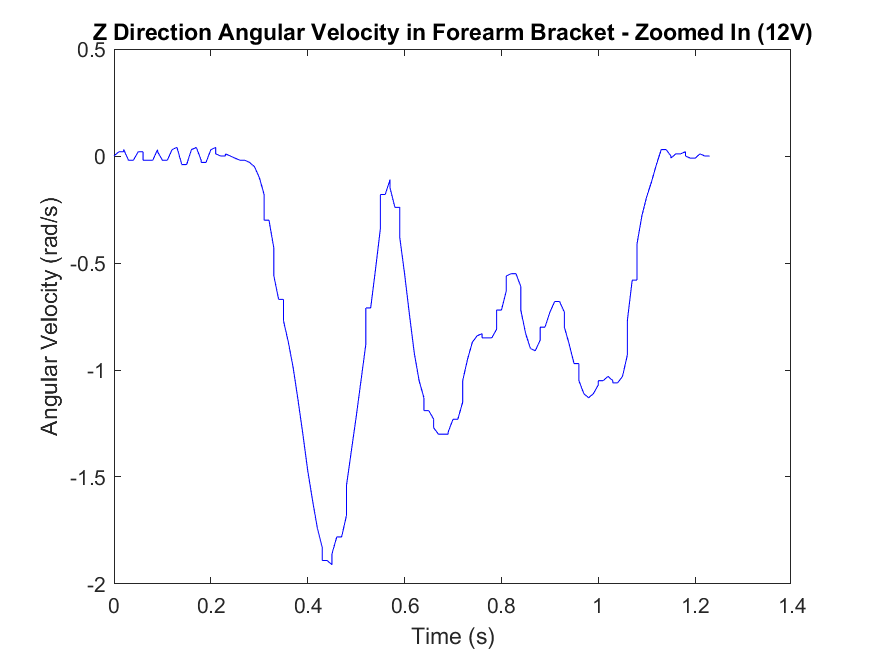 Z Direction Angular Velocity in Forearm Bracket - Zoomed In (12V)
0.5
0
-0.5
-1
-1.5
-2
Angular Velocity (rad/s)
0 0.2 0.4 0.6 0.8 1 1.2 1.4
Time (s)